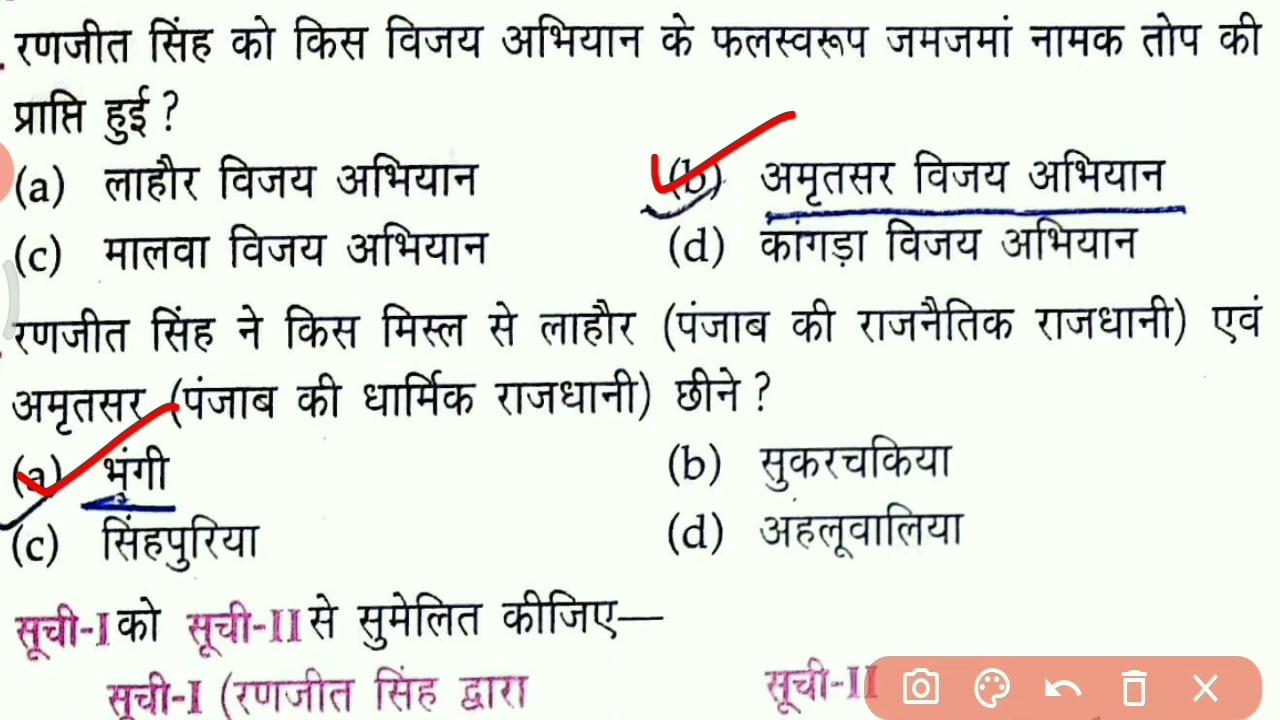 रणजीत सिंह को किस विजय अभियान के फलस्वरूप जमजमां नामक तोप की
प्राप्ति हुई ?
(a) लाहौर विजय अभियान (b) अमृतसर विजय अभियान
(c) मालवा विजय अभियान (d) कांगड़ा विजय अभियान
रणजीत सिंह ने किस मिस्ल से लाहौर (पंजाब की राजनैतिक राजधानी) एवं
अमृतसर (पंजाब की धार्मिक राजधानी) छीने ?
(a) भंगी (b) सुकरचकिया
(c) सिंहपुरिया (d) अहलूवालिया
सूची-I को सूची-II से सुमेलित कीजिए—
सूची-I (रणजीत सिंह द्वारा सूची-II